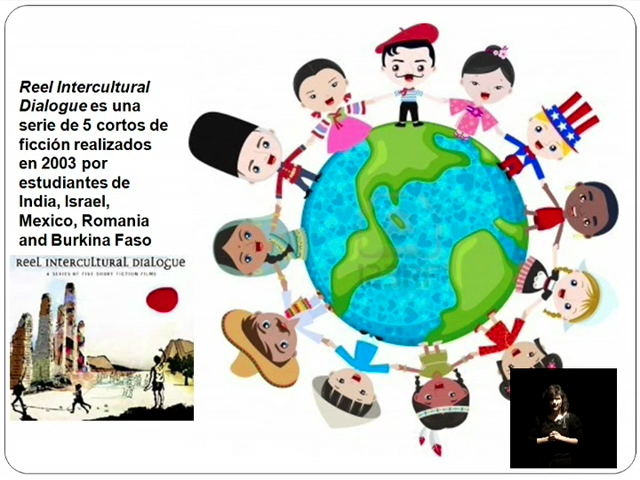 Reel Intercultural
Dialogue es una
serie de 5 cortos de
ficción realizados
en 2003 por
estudiantes de
India, Israel,
Mexico, Romania
and Burkina Faso
REEL INTERCULTURAL DIALOGUE
A SERIES OF FIVE SHORT FICTION FILMS